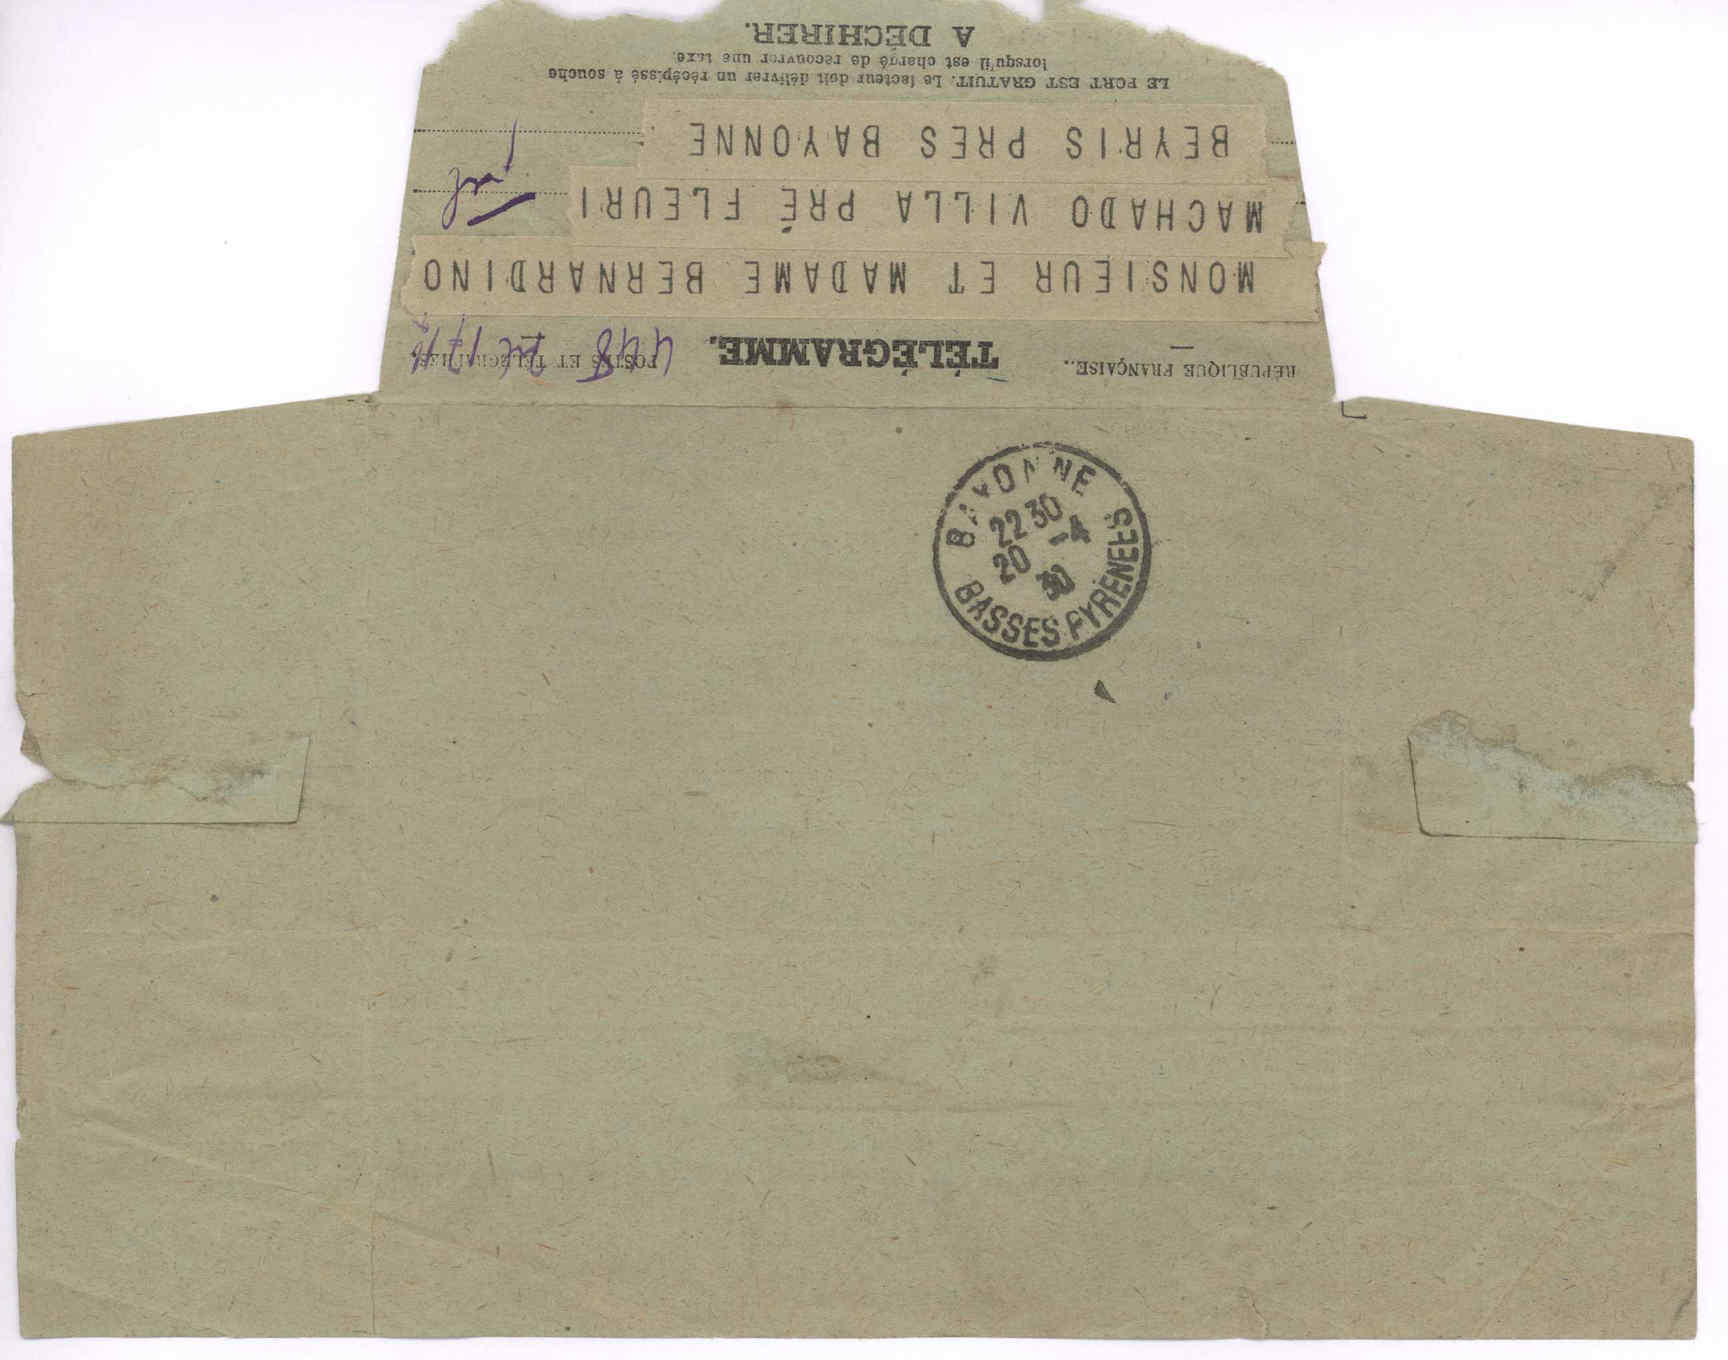 RÉPUBLIQUE FRANÇAISE. TÉLÉGRAMME. POSTES ET TÉLÉGRAPHES
448
MONSIEUR ET MADAME BERNARDINO
MACHADO VILLA PRÉ FLEURI
BEYRIS PRES BAYONNE
LE PORT EST GRATUIT. Le facteur doit délivrer un récépissé à souche
lorsqu'il est chargé de recouvrer une taxe.
A DÉCHIRER.
BAYONNE
22 30
20 -4
30
BASSES PYRENEES